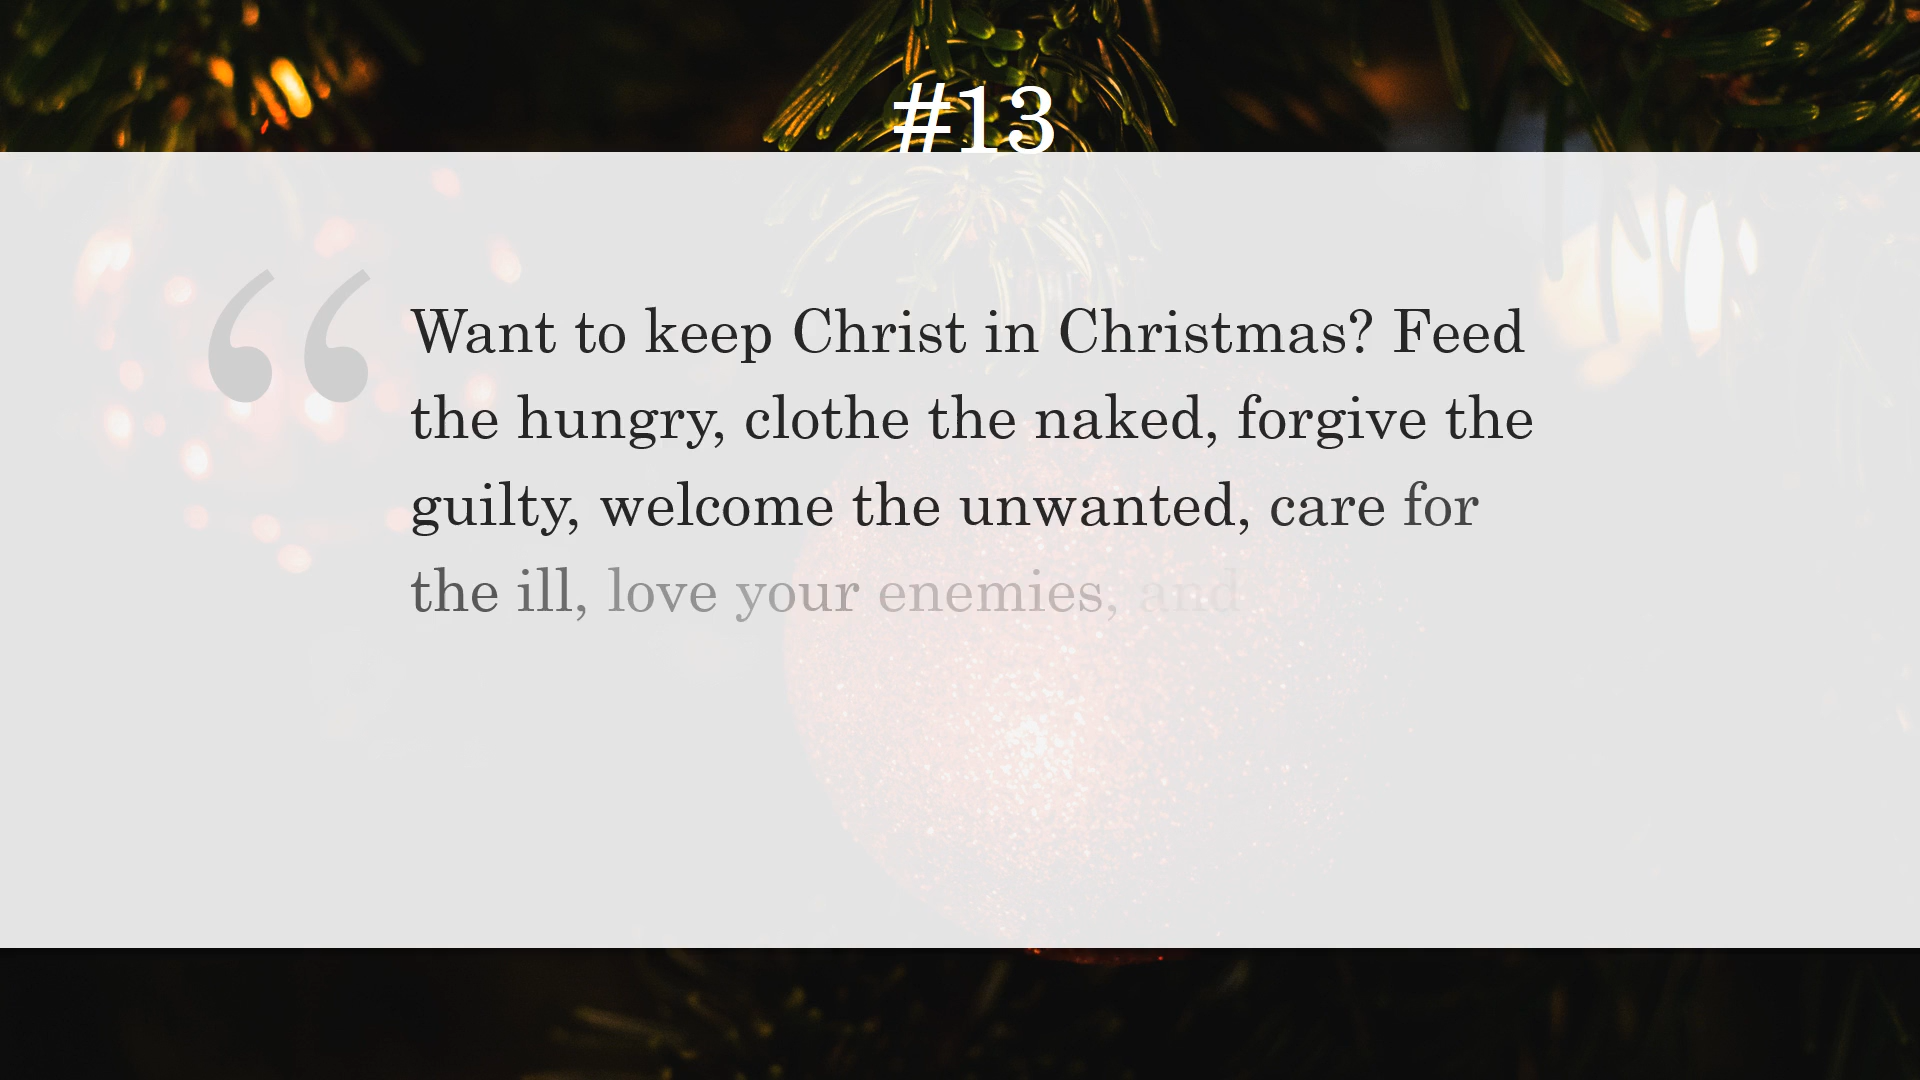 #13
“
Want to keep Christ in Christmas? Feed
the hungry, clothe the naked, forgive the
guilty, welcome the unwanted, care for
the ill, love your enemies, and